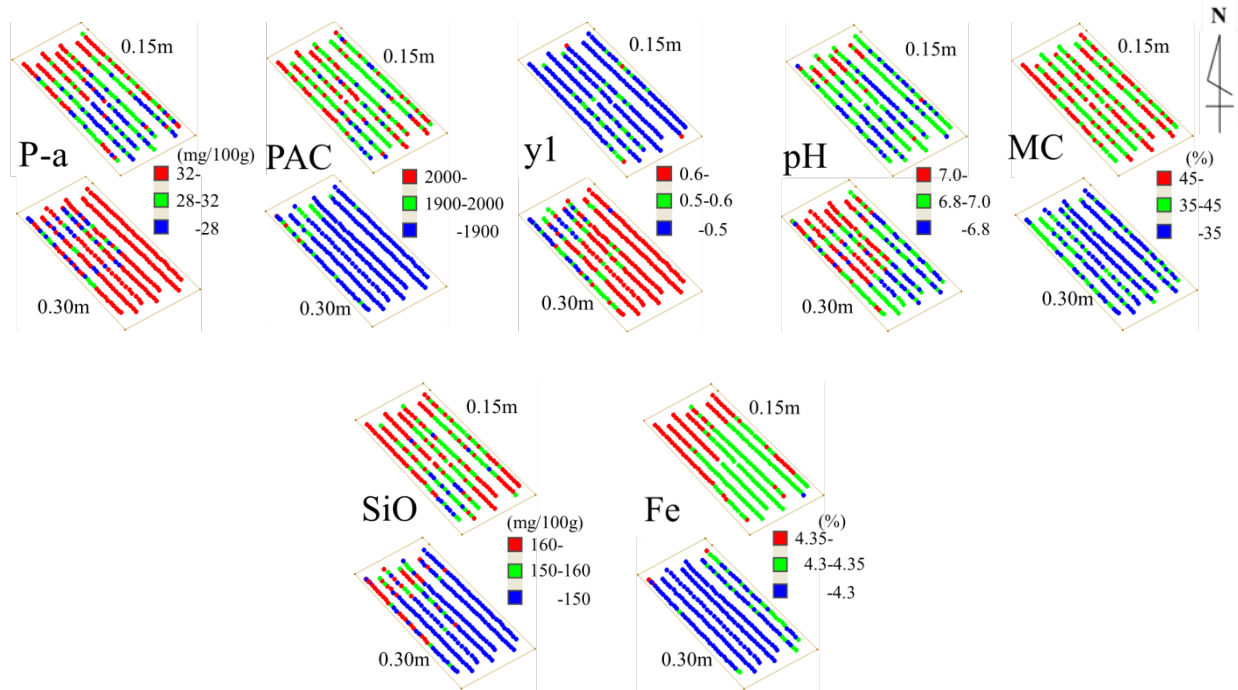 N
0.15m
0.15m
0.15m
0.15m
0.15m
P-a
(mg/100g)
32-
28-32
-28
PAC
2000-
1900-2000
-1900
y1
0.6-
0.5-0.6
-0.5
pH
7.0-
6.8-7.0
-6.8
MC
(%)
45-
35-45
-35
0.30m
0.30m
0.30m
0.30m
0.30m
0.15m
0.15m
SiO
(mg/100g)
160-
150-160
-150
Fe
(%)
4.35-
4.3-4.35
-4.3
0.30m
0.30m